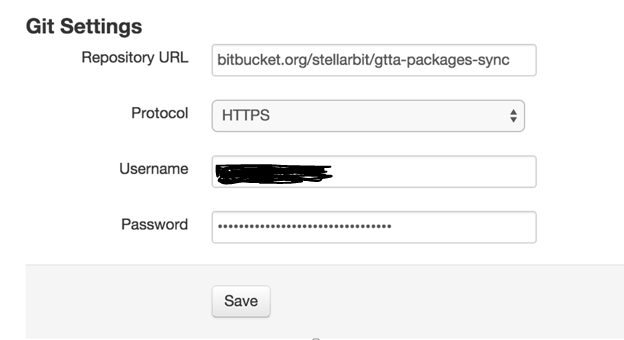 Git Settings
Repository URL bitbucket.org/stellarbit/gtta-packages-sync
Protocol HTTPS
Username
Password ••••••••••••••••••••••••••••••••
Save